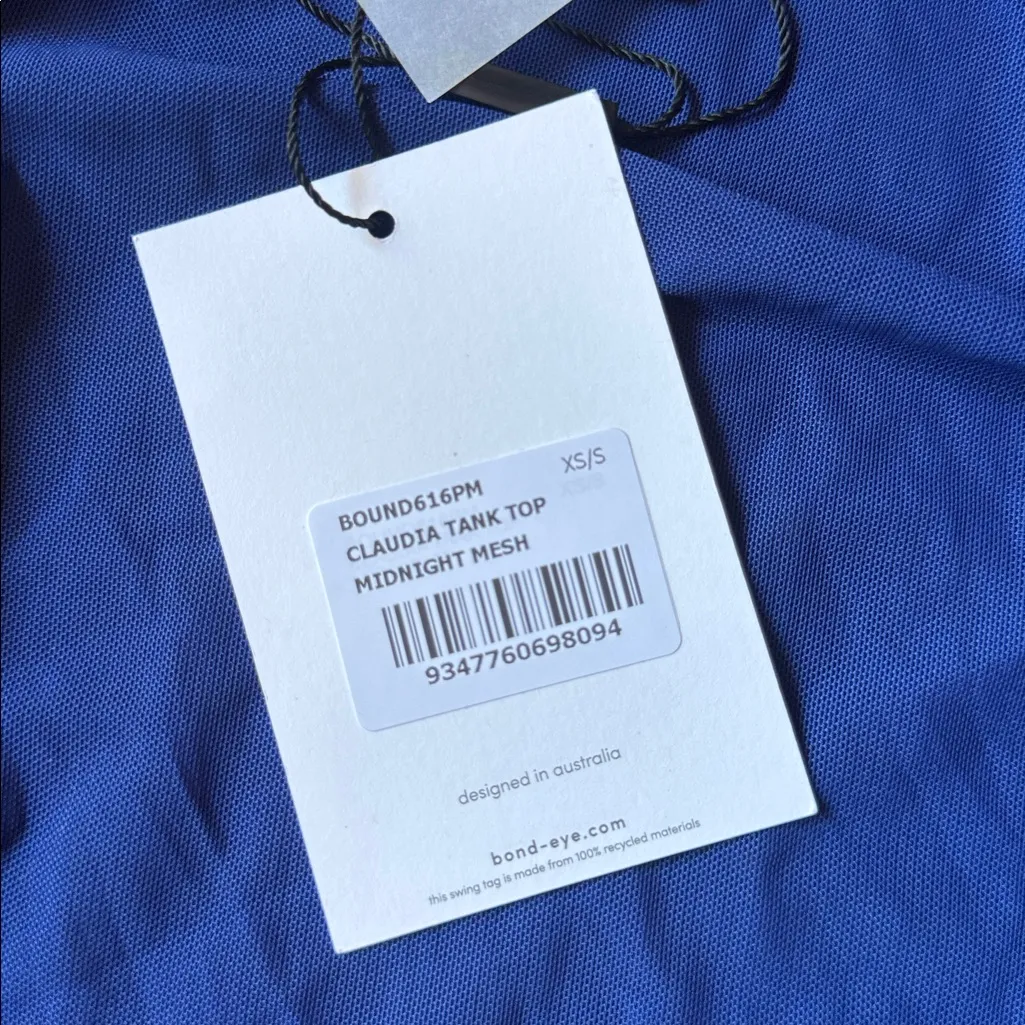 XS/S
BOUND616PM
CLAUDIA TANK TOP
MIDNIGHT MESH
9347760698094
designed in australia
bond-eye.com
this swing tag is made from 100% recycled materials